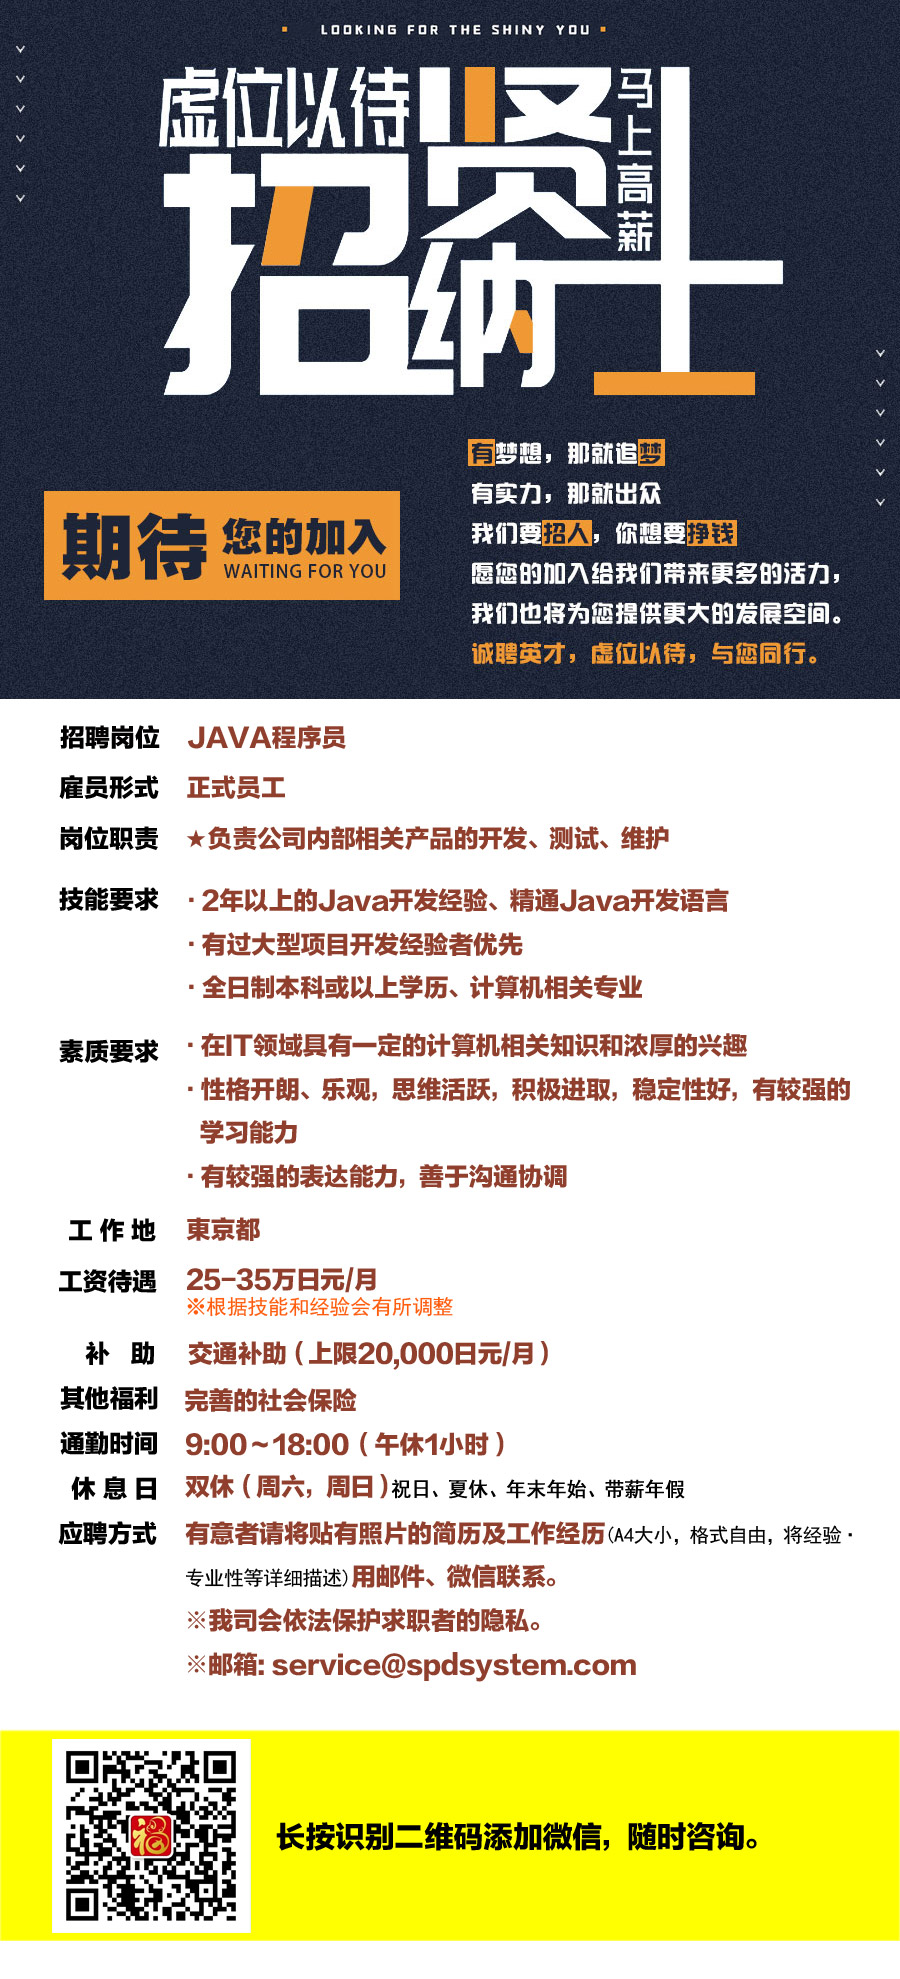 LOOKING FOR THE SHINY YOU
虚位以待
招贤纳士
马上高薪
有梦想，那就追梦
有实力，那就出众
我们要招人，你想要挣钱
愿您的加入给我们带来更多的活力，
我们也将为您提供更大的发展空间。
诚聘英才，虚位以待，与您同行。
期待 您的加入
WAITING FOR YOU
招聘岗位 JAVA程序员
雇员形式 正式员工
岗位职责 ★负责公司内部相关产品的开发、测试、维护
技能要求 · 2年以上的Java开发经验、精通Java开发语言
· 有过大型项目开发经验者优先
· 全日制本科或以上学历、计算机相关专业
素质要求 · 在IT领域具有一定的计算机相关知识和浓厚的兴趣
· 性格开朗、乐观，思维活跃，积极进取，稳定性好，有较强的
学习能力
· 有较强的表达能力，善于沟通协调
工作地 東京都
工资待遇 25-35万日元/月
※根据技能和经验会有所调整
补 助 交通补助（上限20,000日元/月）
其他福利 完善的社会保险
通勤时间 9:00~18:00（午休1小时）
休息日 双休（周六，周日）祝日、夏休、年末年始、带薪年假
应聘方式 有意者请将贴有照片的简历及工作经历(A4大小，格式自由，将经验·
专业性等详细描述)用邮件、微信联系。
※我司会依法保护求职者的隐私。
※邮箱: service@spdsystem.com
福
长按识别二维码添加微信，随时咨询。